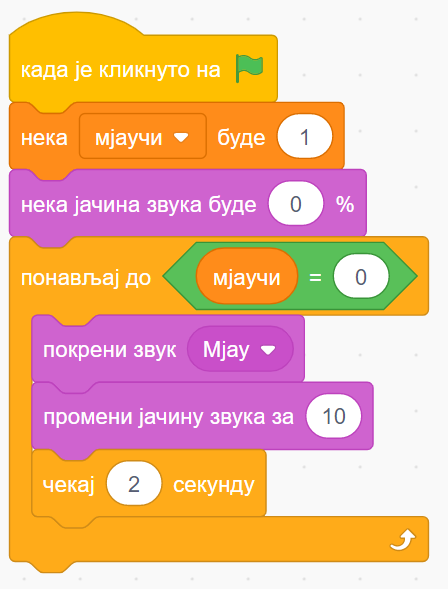 када је кликнуто на
нека мјаучи буде 1
нека јачина звука буде 0 %
понављај до мјаучи = 0
покрени звук Мјау
промени јачину звука за 10
чекај 2 секунду